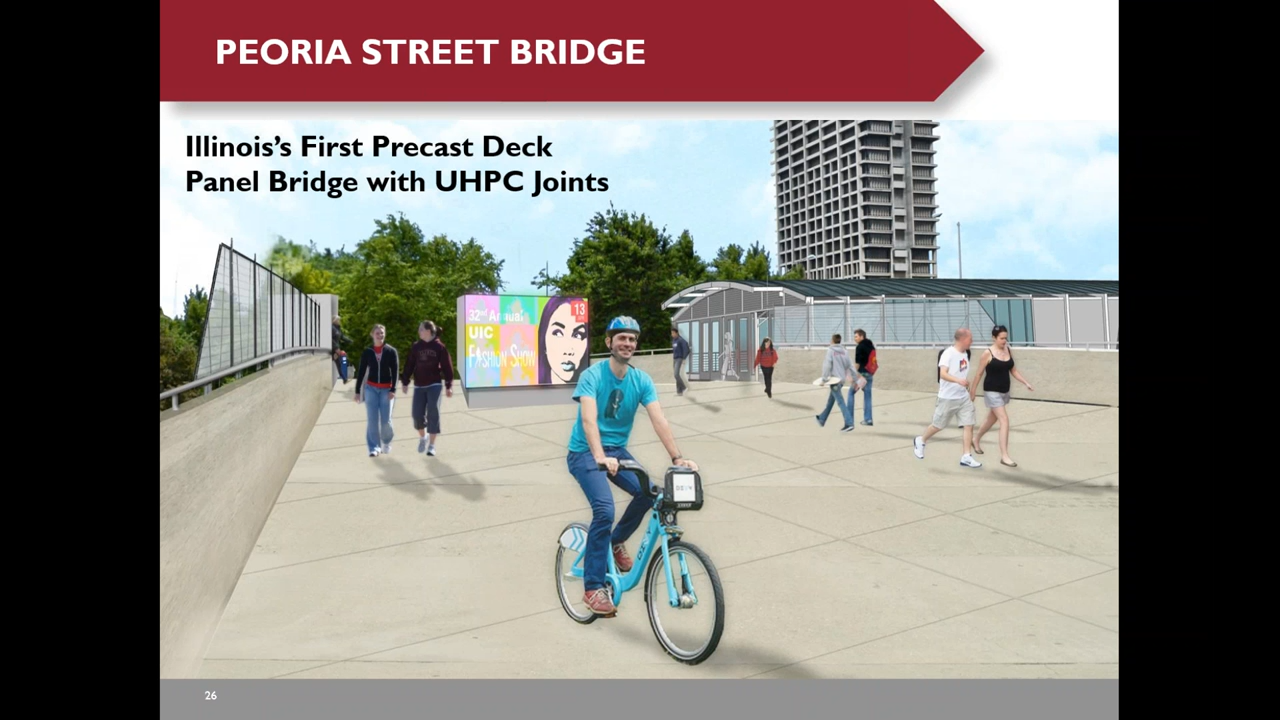 PEORIA STREET BRIDGE
Illinois’s First Precast Deck
Panel Bridge with UHPC Joints
32nd Annual
13
UIC
FASHION SHOW
26